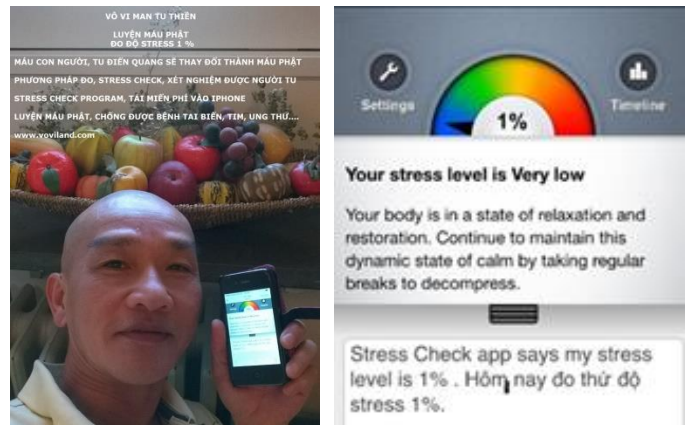 VÔ VI MAN TU THIỀN
LUYỆN MÁU PHẬT
ĐO ĐỘ STRESS 1 %
MÁU CON NGƯỜI, TU ĐIỂN QUANG SẼ THAY ĐỔI THÀNH MÁU PHẬT
PHƯƠNG PHÁP ĐO, STRESS CHECK, XÉT NGHIỆM ĐƯỢC NGƯỜI TU
STRESS CHECK PROGRAM, TẢI MIỄN PHÍ VÀO IPHONE
LUYỆN MÁU PHẬT, CHỐNG ĐƯỢC BỆNH TAI BIẾN, TIM, UNG THƯ....
www.voviland.com
Settings
Timeline
1%
Your stress level is Very low
Your body is in a state of relaxation and
restoration. Continue to maintain this
dynamic state of calm by taking regular
breaks to decompress.
Stress Check app says my stress
level is 1% . Hôm nay đo thử độ
stress 1%.